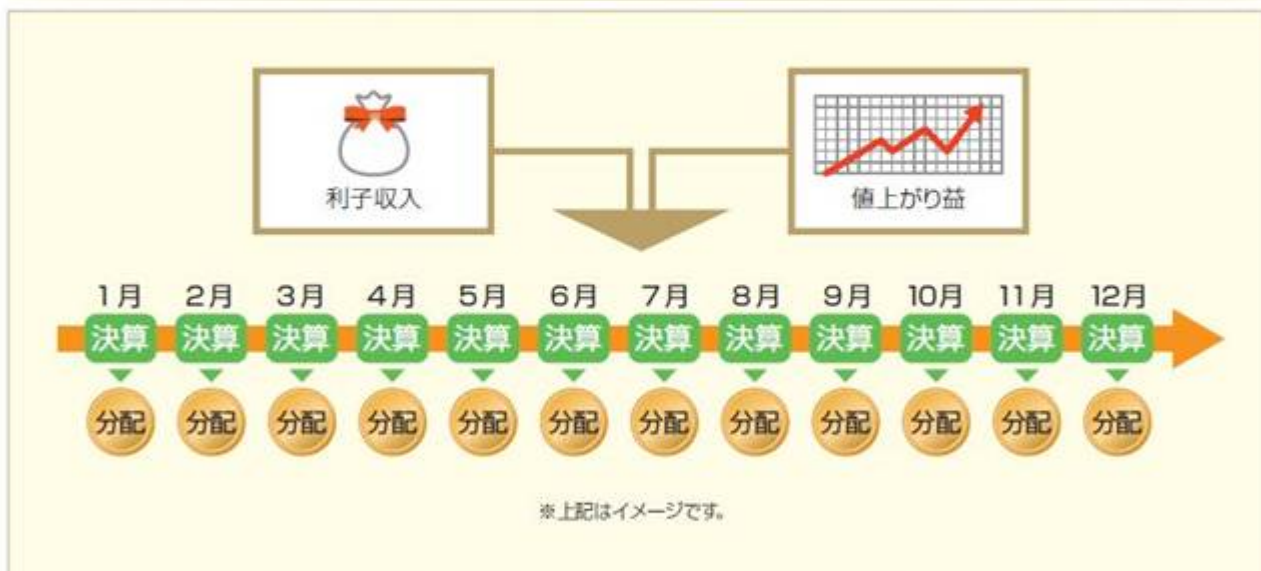 利子収入
値上がり益
1月 2月 3月 4月 5月 6月 7月 8月 9月 10月 11月 12月
決算 決算 決算 決算 決算 決算 決算 決算 決算 決算 決算 決算
分配 分配 分配 分配 分配 分配 分配 分配 分配 分配 分配 分配
※上記はイメージです。